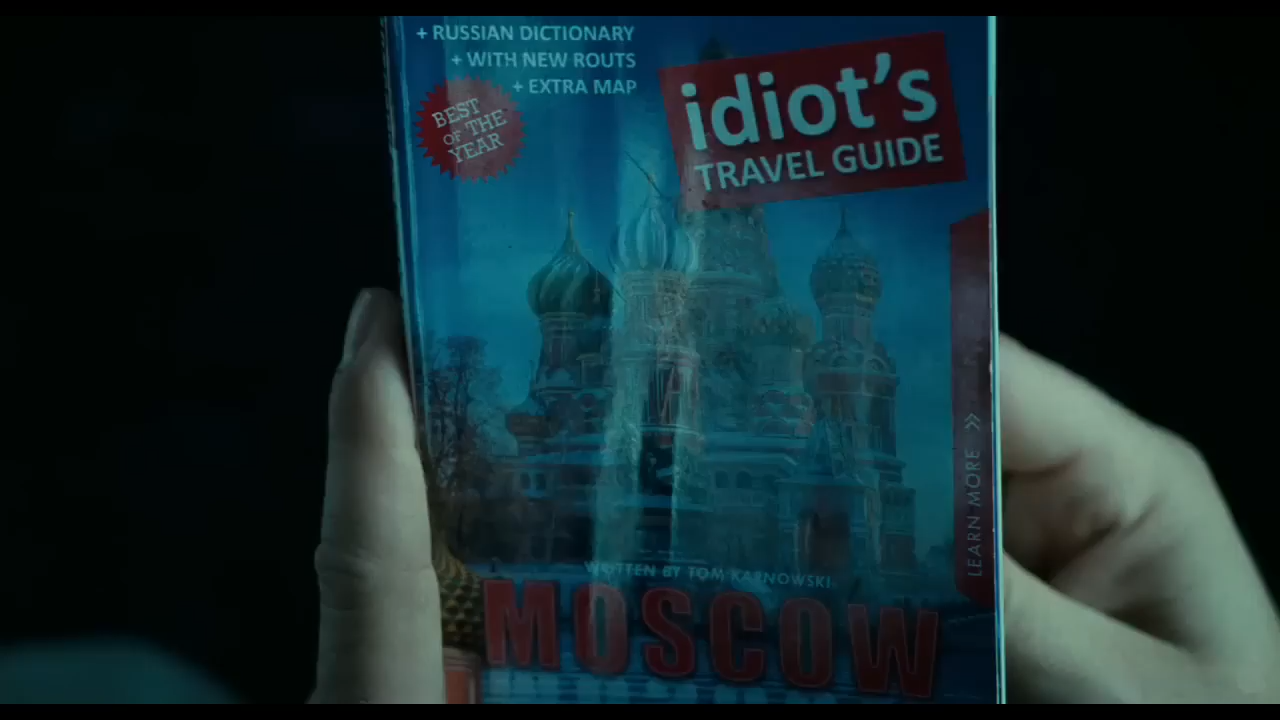 + RUSSIAN DICTIONARY
+ WITH NEW ROUTS
+ EXTRA MAP
BEST
OF THE
YEAR
idiot's
TRAVEL GUIDE
LEARN MORE >>
WRITTEN BY TOM KARNOWSKI
MOSCOW